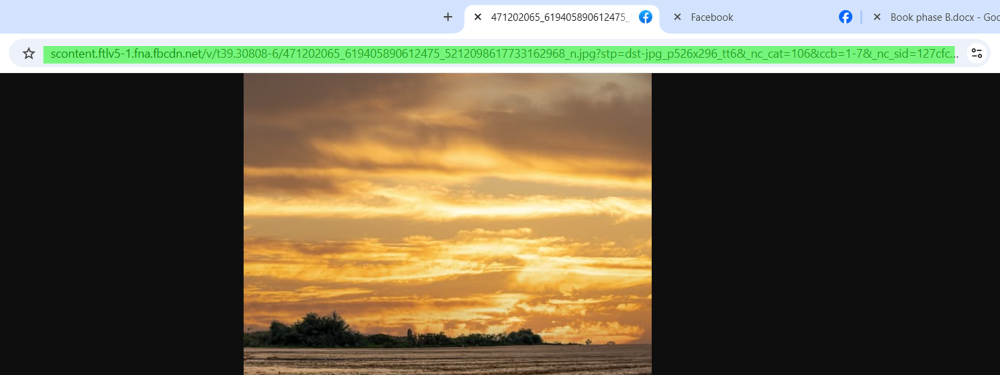 471202065_619405890612475_
Facebook
Book phase B.docx - Goo
scontent.ftlv5-1.fna.fbcdn.net/v/t39.30808-6/471202065_619405890612475_5212098617733162968_n.jpg?stp=dst-jpg_p526x296_tt6&_nc_cat=106&ccb=1-7&_nc_sid=127cfc...